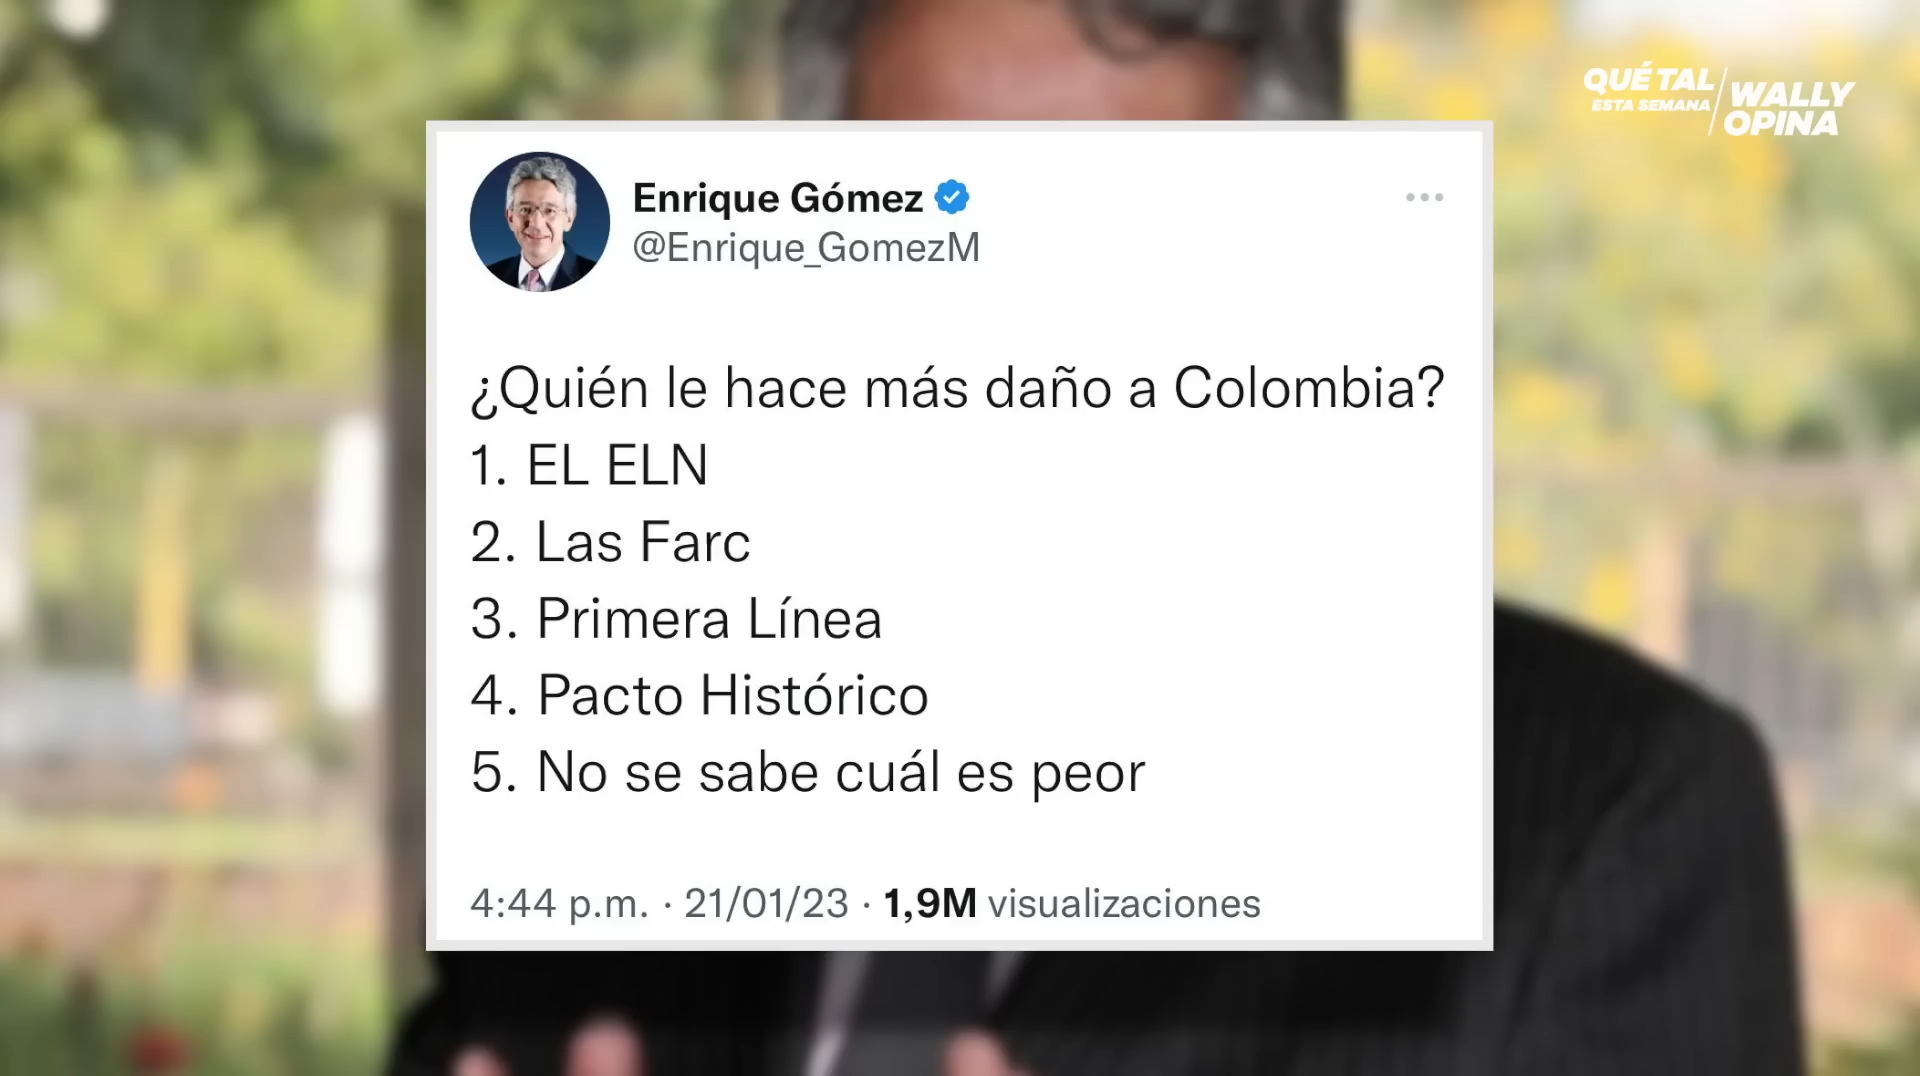 QUÉ TAL
ESTA SEMANA
WALLY
OPINA
Enrique Gómez
@Enrique_GomezM
¿Quién le hace más daño a Colombia?
1. EL ELN
2. Las Farc
3. Primera Línea
4. Pacto Histórico
5. No se sabe cuál es peor
4:44 p.m. · 21/01/23 · 1,9M visualizaciones